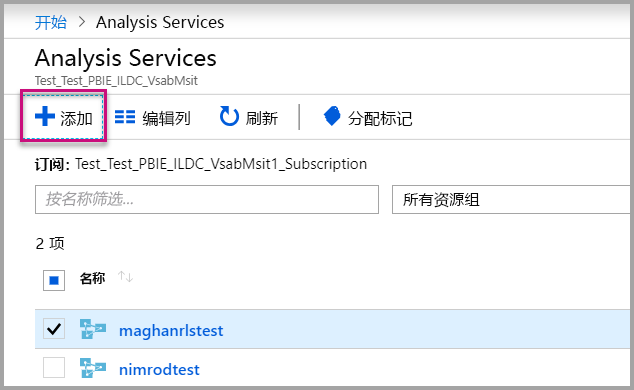 开始 > Analysis Services
Analysis Services
Test_Test_PBIE_ILDC_VsabMsit
添加 编辑列 刷新 分配标记
订阅: Test_Test_PBIE_ILDC_VsabMsit1_Subscription
按名称筛选... 所有资源组
2 项
名称
maghanrlstest
nimrodtest